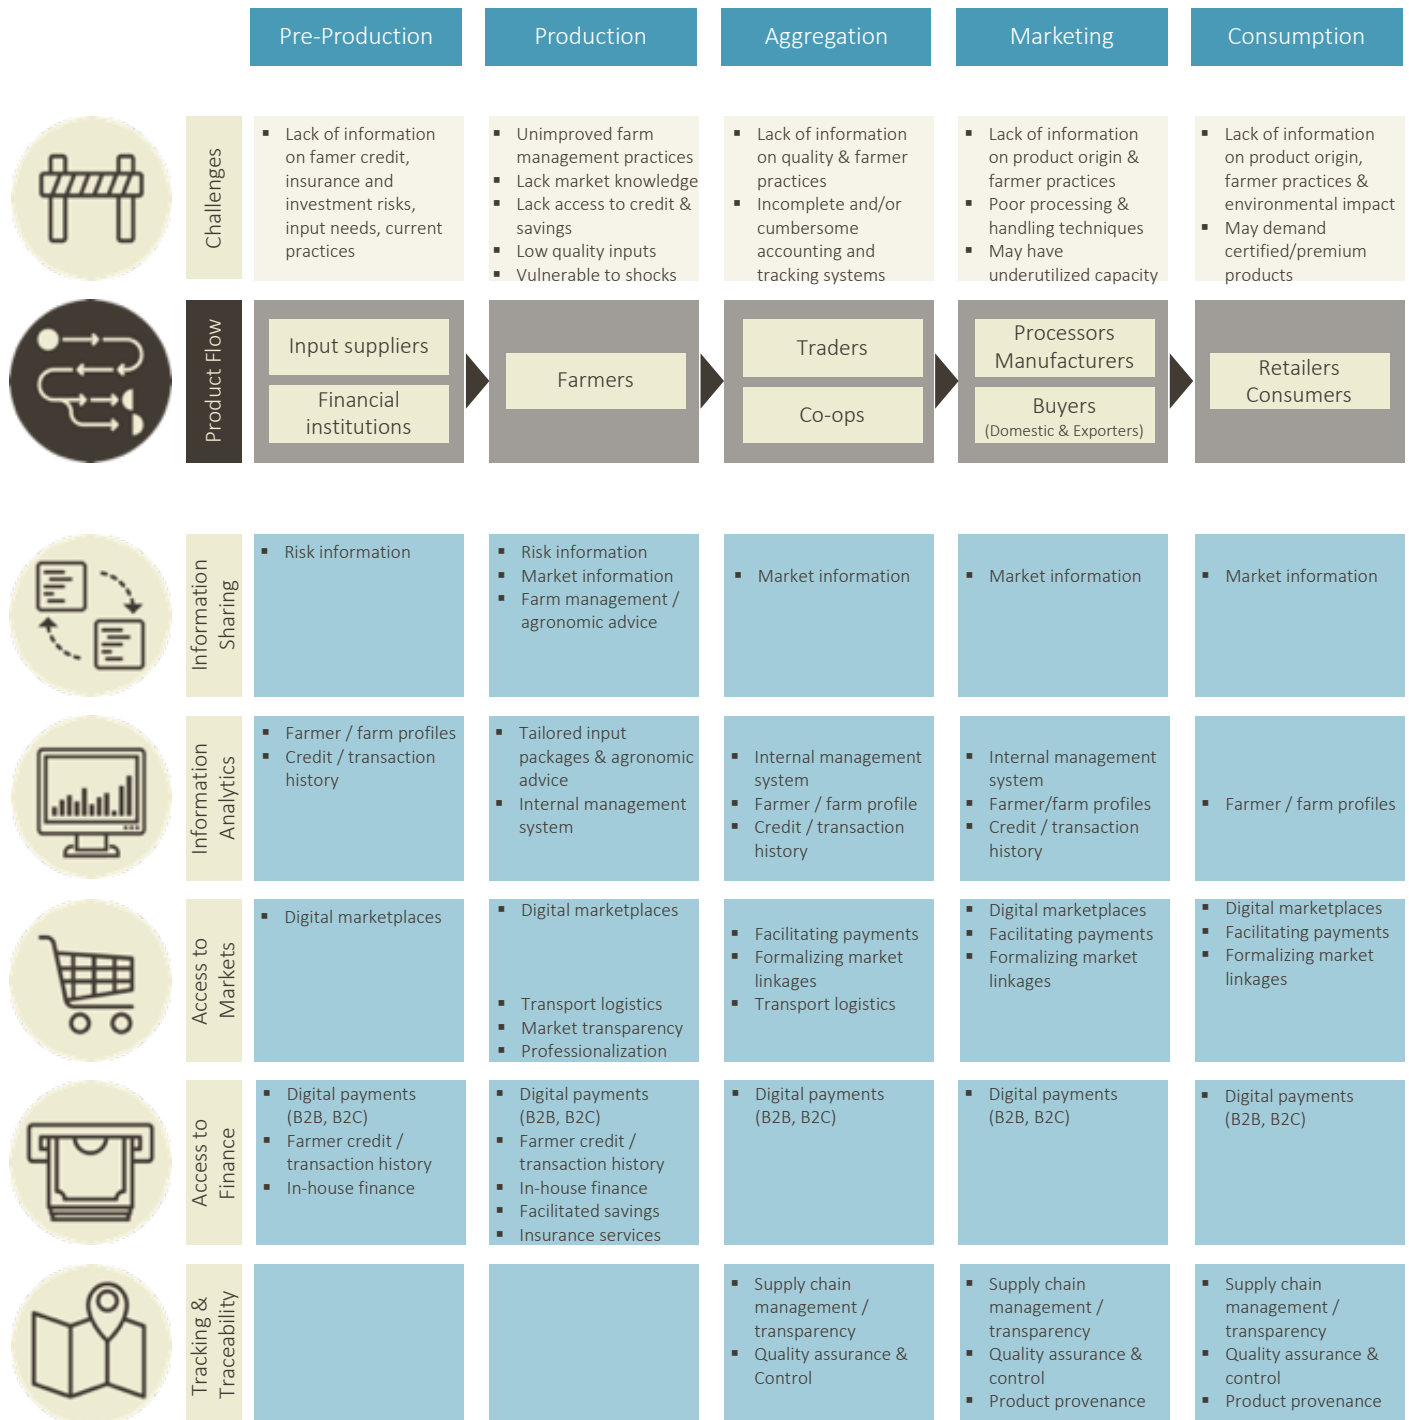 Pre-Production
Production
Aggregation
Marketing
Consumption
Challenges
▪ Lack of information
on famer credit,
insurance and
investment risks,
input needs, current
practices
▪ Unimproved farm
management practices
▪ Lack market knowledge
▪ Lack access to credit &
savings
▪ Low quality inputs
▪ Vulnerable to shocks
▪ Lack of information
on quality & farmer
practices
▪ Incomplete and/or
cumbersome
accounting and
tracking systems
▪ Lack of information
on product origin &
farmer practices
▪ Poor processing &
handling techniques
▪ May have
underutilized capacity
▪ Lack of information
on product origin,
farmer practices &
environmental impact
▪ May demand
certified/premium
products
Product Flow
Input suppliers
Financial
institutions
Farmers
Traders
Co-ops
Processors
Manufacturers
Buyers
(Domestic & Exporters)
Retailers
Consumers
Information
Sharing
▪ Risk information
▪ Risk information
▪ Market information
▪ Farm management /
agronomic advice
▪ Market information
▪ Market information
▪ Market information
Information
Analytics
▪ Farmer / farm profiles
▪ Credit / transaction
history
▪ Tailored input
packages & agronomic
advice
▪ Internal management
system
▪ Internal management
system
▪ Farmer / farm profile
▪ Credit / transaction
history
▪ Internal management
system
▪ Farmer/farm profiles
▪ Credit / transaction
history
▪ Farmer / farm profiles
Access to
Markets
▪ Digital marketplaces
▪ Digital marketplaces
▪ Transport logistics
▪ Market transparency
▪ Professionalization
▪ Facilitating payments
▪ Formalizing market
linkages
▪ Transport logistics
▪ Digital marketplaces
▪ Facilitating payments
▪ Formalizing market
linkages
▪ Digital marketplaces
▪ Facilitating payments
▪ Formalizing market
linkages
Access to
Finance
▪ Digital payments
(B2B, B2C)
▪ Farmer credit /
transaction history
▪ In-house finance
▪ Digital payments
(B2B, B2C)
▪ Farmer credit /
transaction history
▪ In-house finance
▪ Facilitated savings
▪ Insurance services
▪ Digital payments
(B2B, B2C)
▪ Digital payments
(B2B, B2C)
▪ Digital payments
(B2B, B2C)
Tracking &
Traceability
▪ Supply chain
management /
transparency
▪ Quality assurance &
Control
▪ Supply chain
management /
transparency
▪ Quality assurance &
control
▪ Product provenance
▪ Supply chain
management /
transparency
▪ Quality assurance &
control
▪ Product provenance